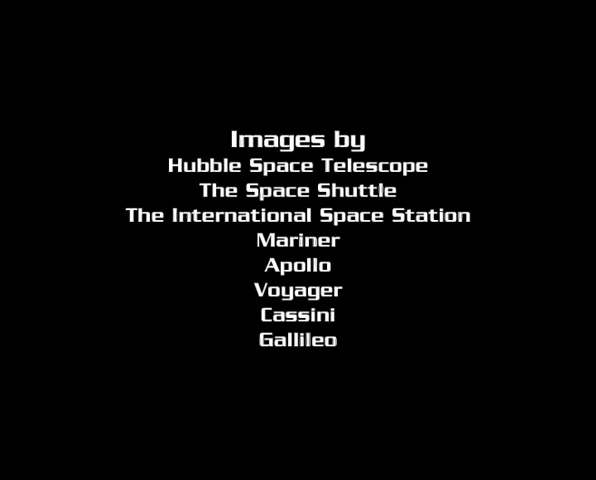 Images by
Hubble Space Telescope
The Space Shuttle
The International Space Station
Mariner
Apollo
Voyager
Cassini
Gallileo